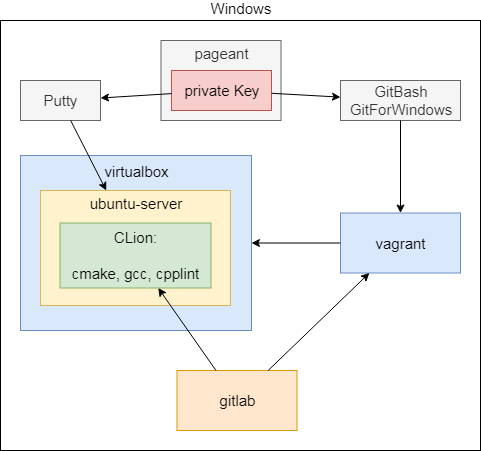 Windows
pageant
private Key
Putty
GitBash
GitForWindows
virtualbox
ubuntu-server
CLion:
cmake, gcc, cpplint
vagrant
gitlab